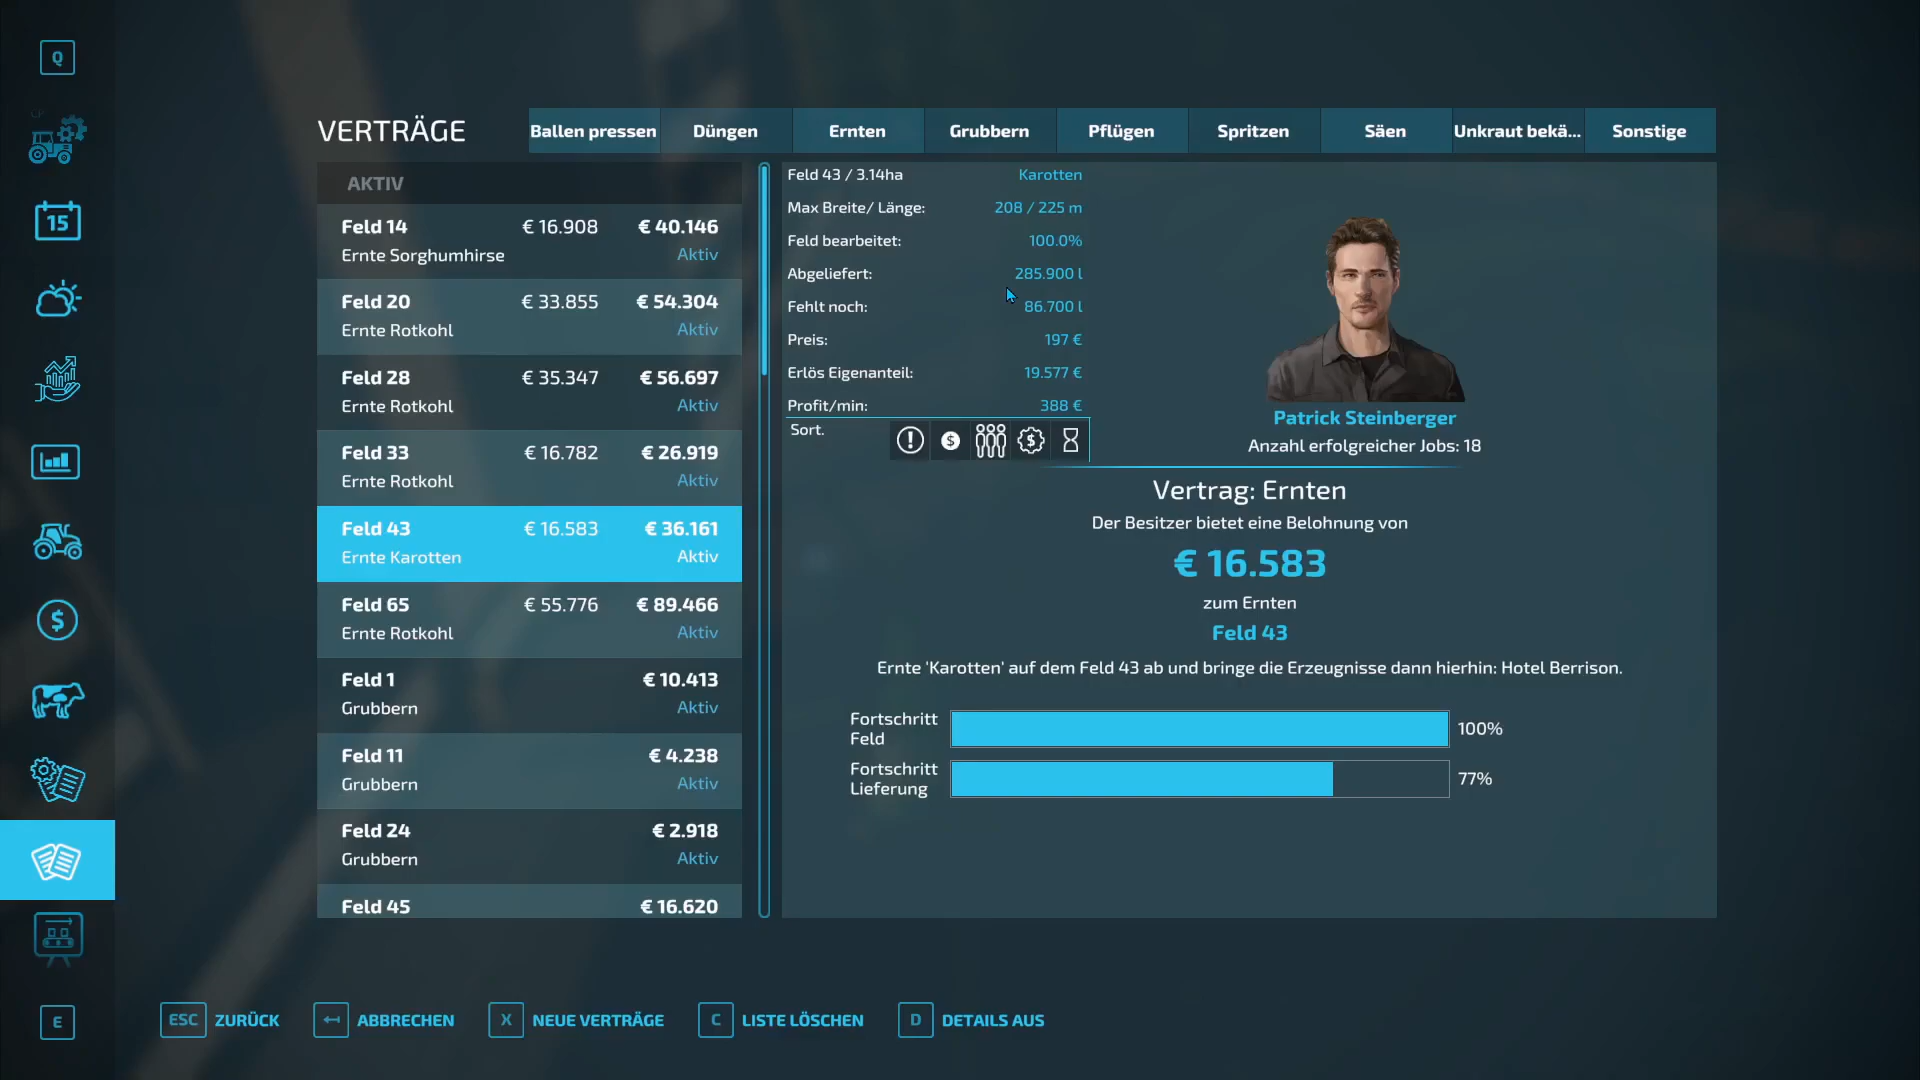 Q
VERTRÄGE
Ballen pressen
Düngen
Ernten
Grubbern
Pflügen
Spritzen
Säen
Unkraut bekä...
Sonstige
15
AKTIV
Feld 14 € 16.908 € 40.146
Ernte Sorghumhirse Aktiv
Feld 20 € 33.855 € 54.304
Ernte Rotkohl Aktiv
Feld 28 € 35.347 € 56.697
Ernte Rotkohl Aktiv
Feld 33 € 16.782 € 26.919
Ernte Rotkohl Aktiv
Feld 43 € 16.583 € 36.161
Ernte Karotten Aktiv
Feld 65 € 55.776 € 89.466
Ernte Rotkohl Aktiv
Feld 1 € 10.413
Grubbern Aktiv
Feld 11 € 4.238
Grubbern Aktiv
Feld 24 € 2.918
Grubbern Aktiv
Feld 45 € 16.620
Feld 43 / 3.14ha Karotten
Max Breite/ Länge: 208 / 225 m
Feld bearbeitet: 100.0%
Abgeliefert: 285.900 l
Fehlt noch: 86.700 l
Preis: 197 €
Erlös Eigenanteil: 19.577 €
Profit/min: 388 €
Sort.
Patrick Steinberger
Anzahl erfolgreicher Jobs: 18
Vertrag: Ernten
Der Besitzer bietet eine Belohnung von
€ 16.583
zum Ernten
Feld 43
Ernte 'Karotten' auf dem Feld 43 ab und bringe die Erzeugnisse dann hierhin: Hotel Berrison.
Fortschritt
Feld
100%
Fortschritt
Lieferung
77%
E
ESC ZURÜCK
ABBRECHEN
X NEUE VERTRÄGE
C LISTE LÖSCHEN
D DETAILS AUS